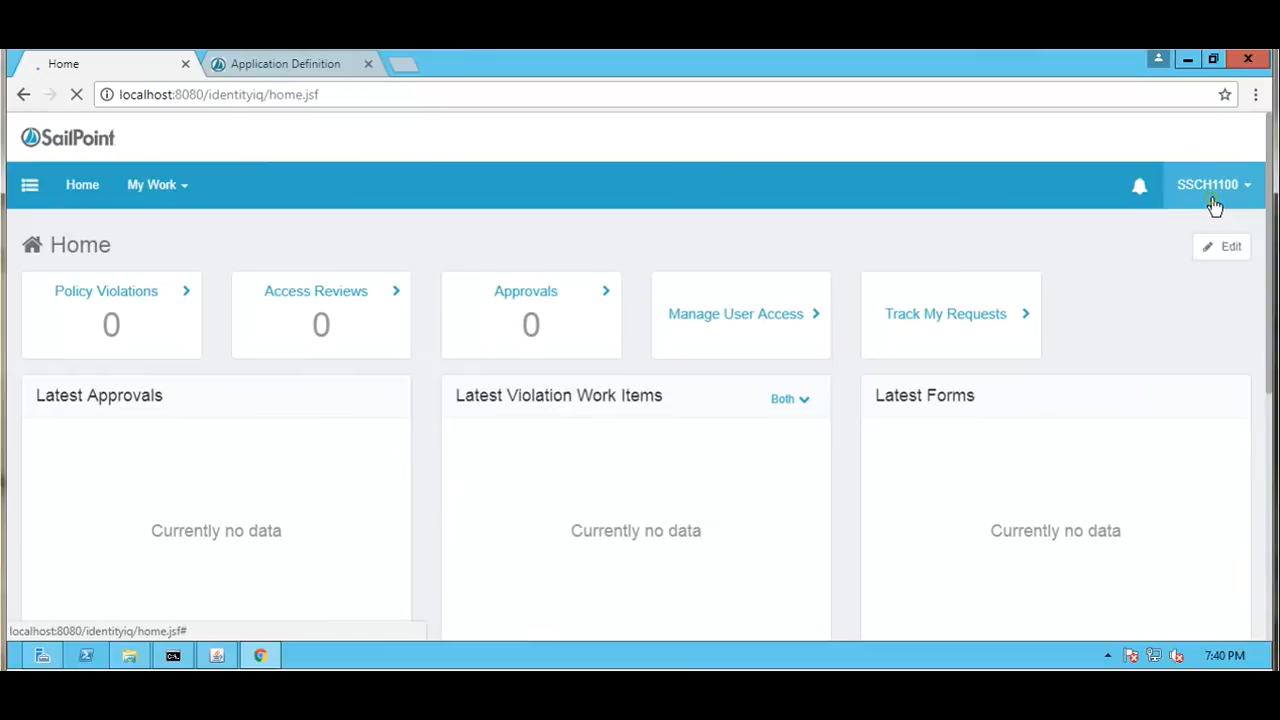 Home
Application Definition
localhost:8080/identityiq/home.jsf
SailPoint
Home
My Work
SSCH1100
Home
Edit
Policy Violations
0
Access Reviews
0
Approvals
0
Manage User Access
Track My Requests
Latest Approvals
Latest Violation Work Items
Both
Latest Forms
Currently no data
Currently no data
Currently no data
localhost:8080/identityiq/home.jsf#
7:40 PM